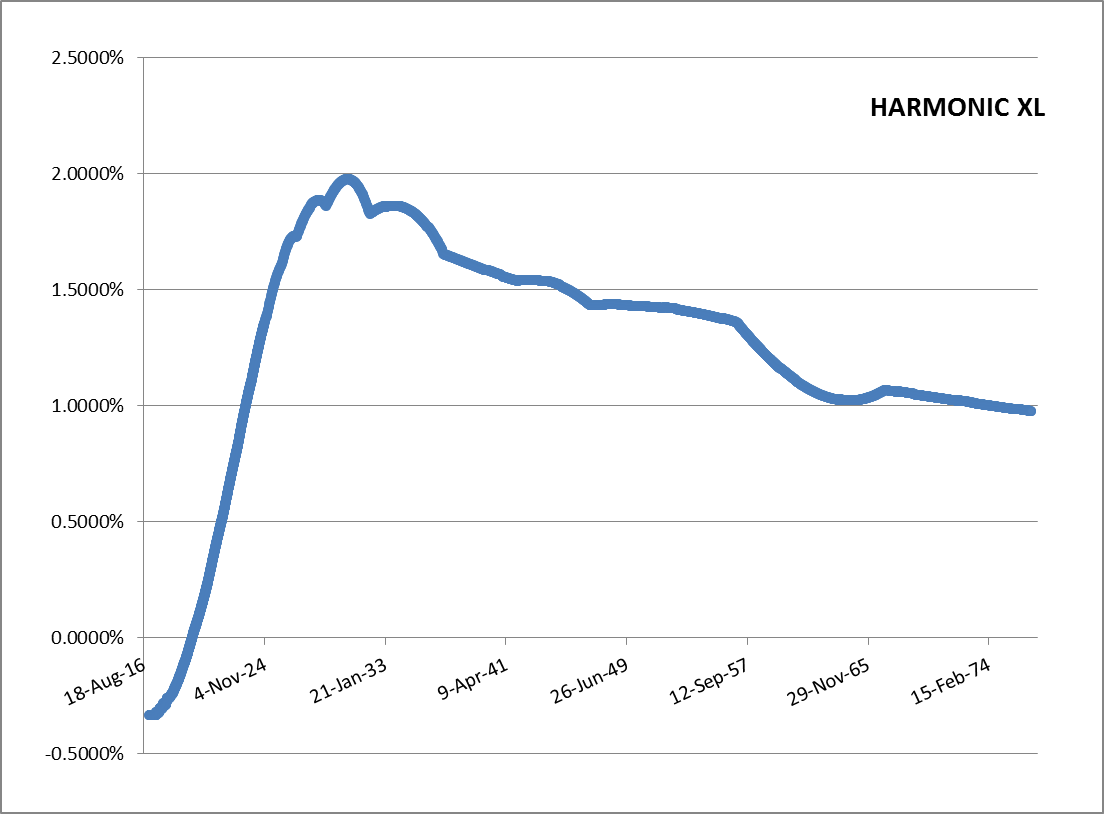 2.5000%
HARMONIC XL
2.0000%
1.5000%
1.0000%
0.5000%
0.0000%
18-Aug-16
4-Nov-24
21-Jan-33
9-Apr-41
26-Jun-49
12-Sep-57
29-Nov-65
15-Feb-74
-0.5000%